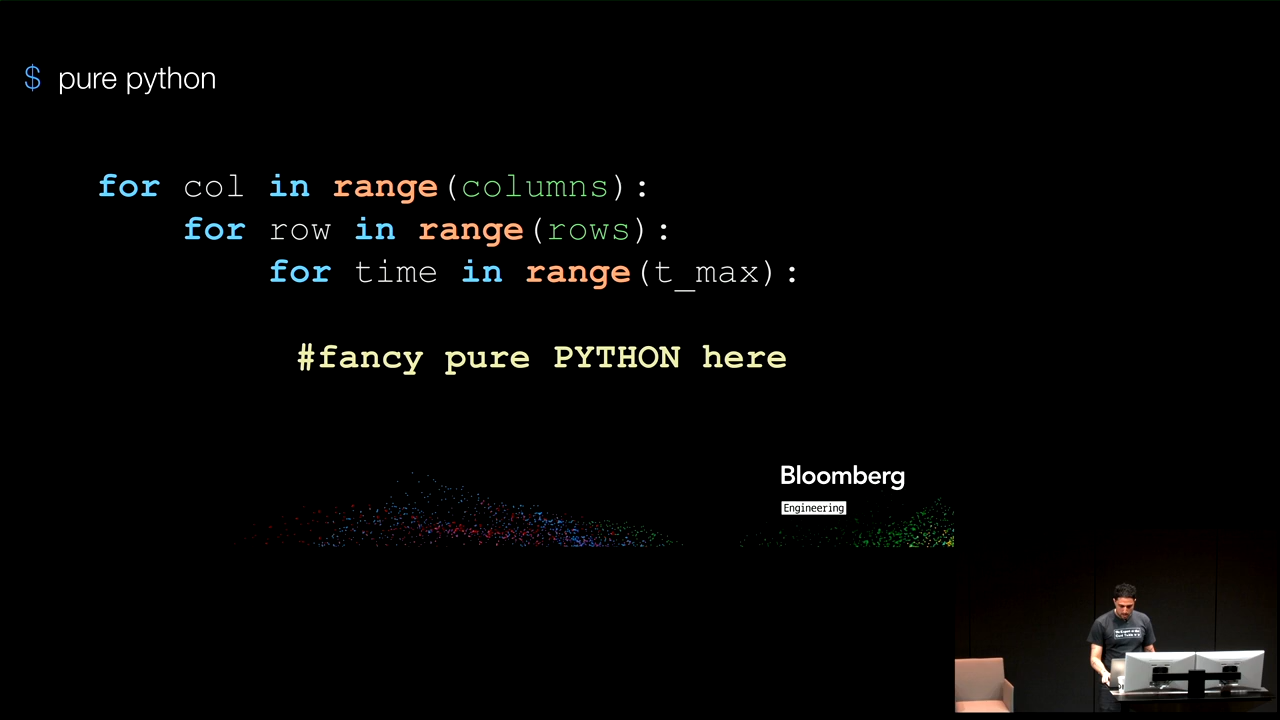 $ pure python
for col in range(columns):
for row in range(rows):
for time in range(t_max):
#fancy pure PYTHON here
Bloomberg
Engineering